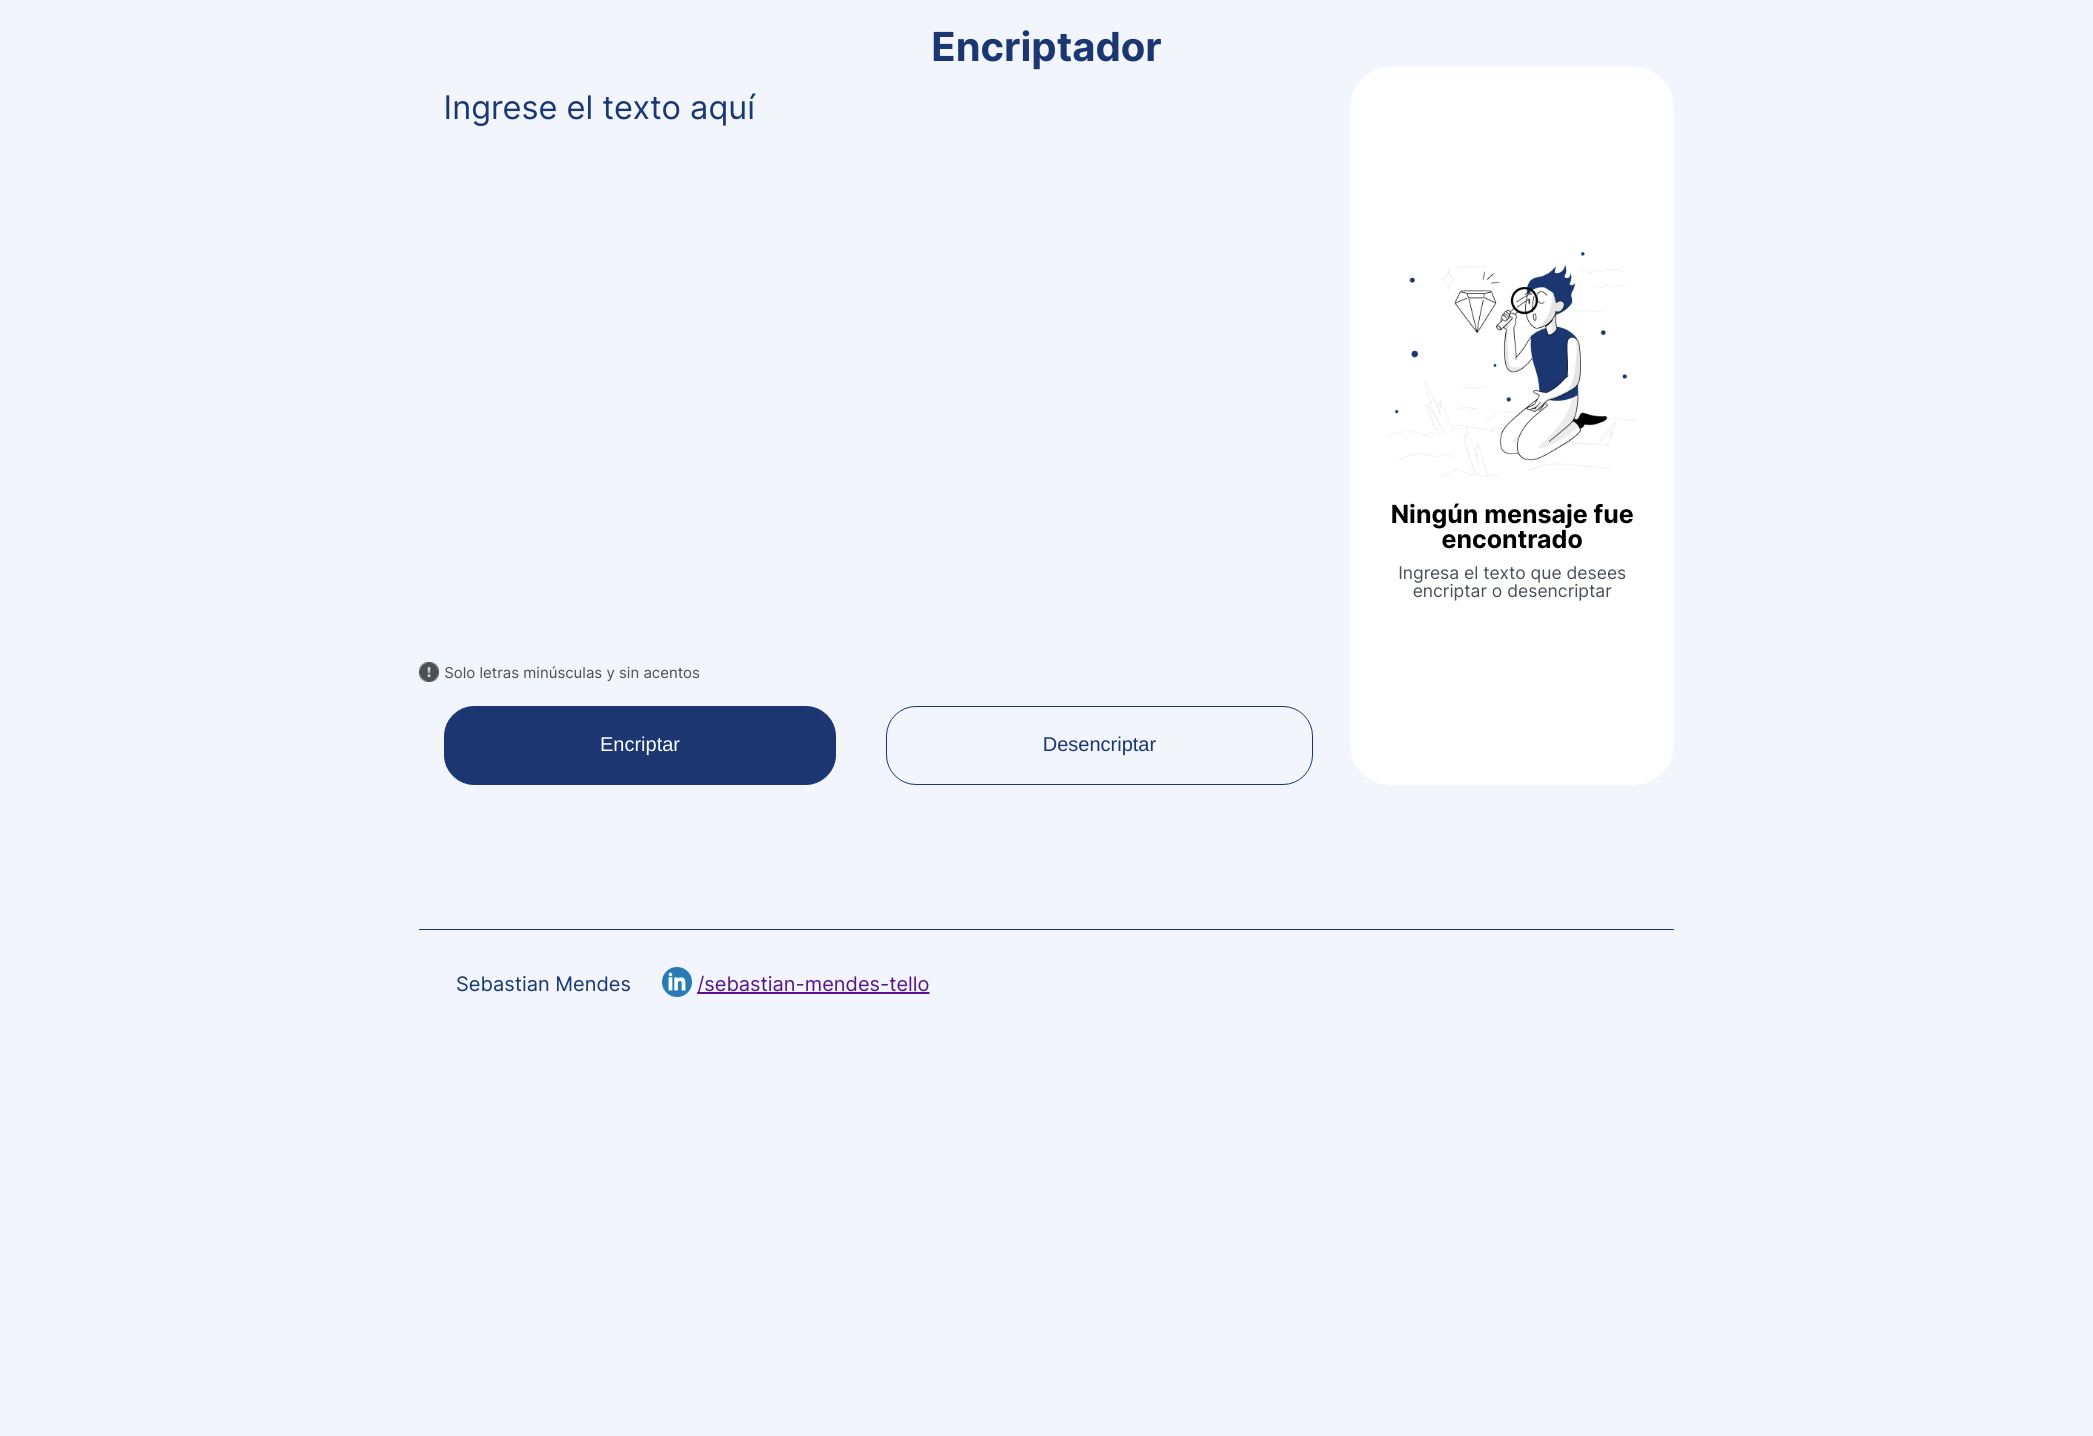 Encriptador
Ingrese el texto aquí
Ningún mensaje fue
encontrado
Ingresa el texto que desees
encriptar o desencriptar
Solo letras minúsculas y sin acentos
Encriptar
Desencriptar
Sebastian Mendes
in /sebastian-mendes-tello